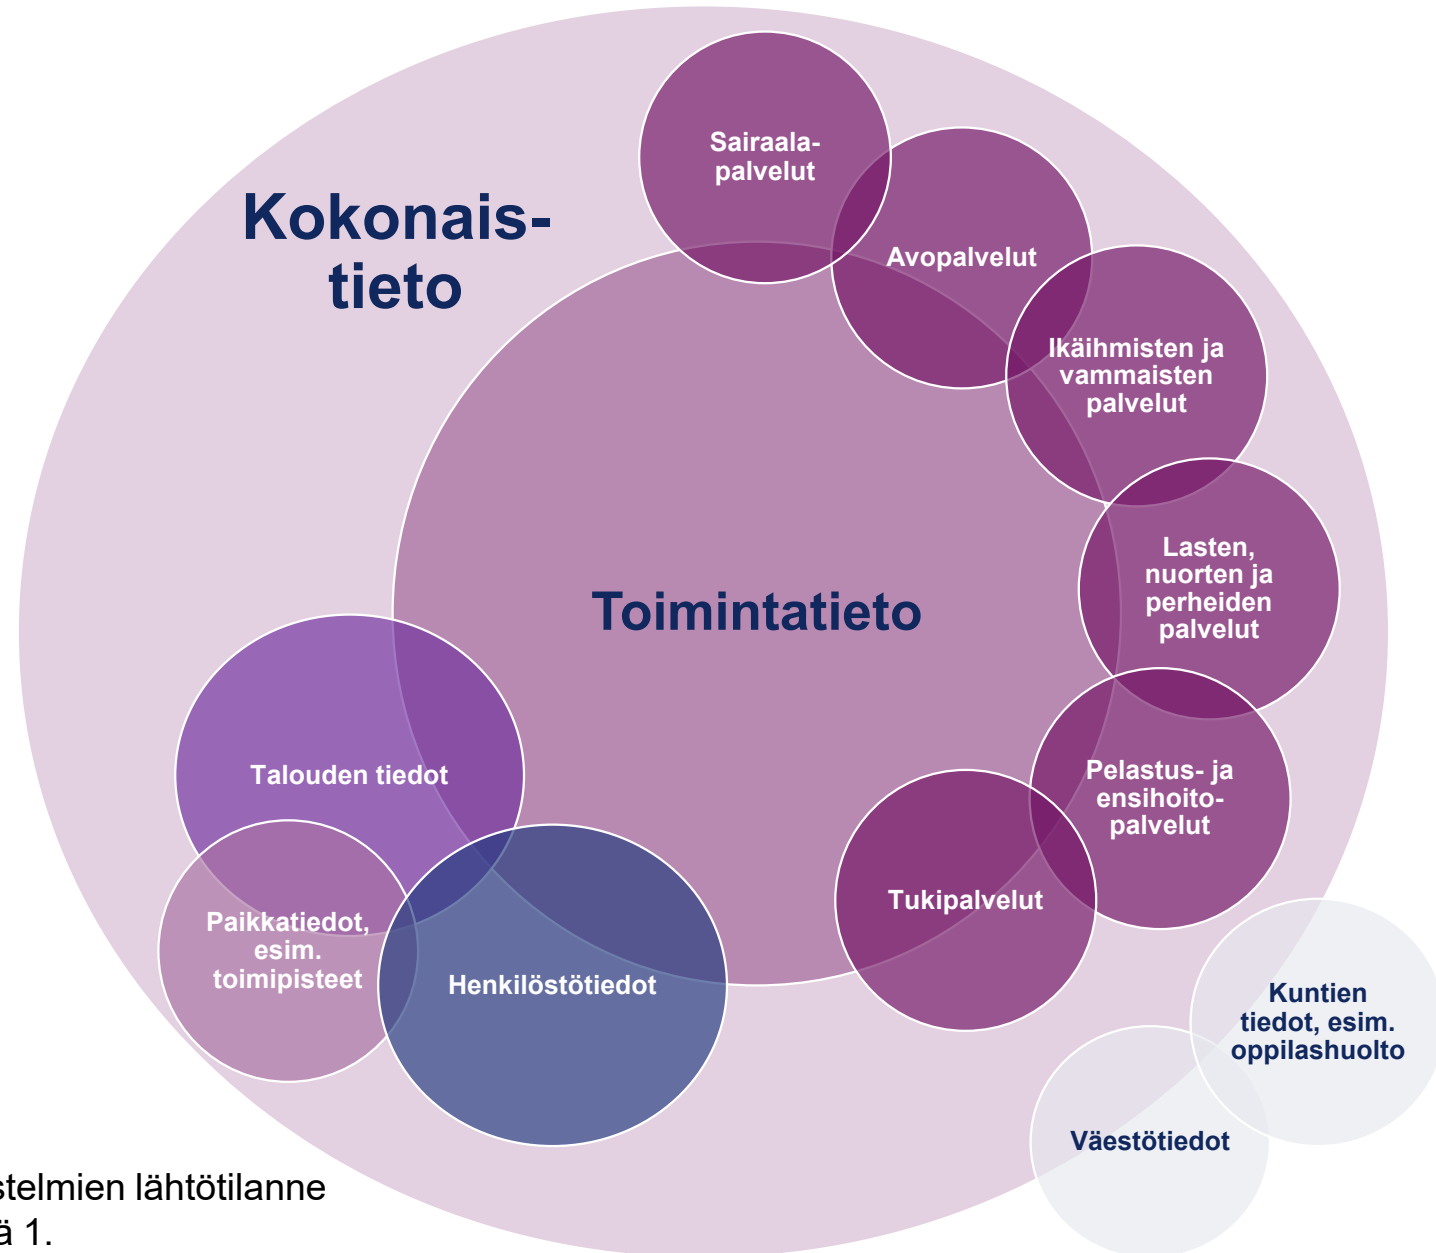 Sairaala-
palvelut
Kokonais-
tieto
Avopalvelut
Ikäihmisten ja
vammaisten
palvelut
Lasten,
nuorten ja
perheiden
palvelut
Toimintatieto
Talouden tiedot
Pelastus- ja
ensihoito-
palvelut
Tukipalvelut
Paikkatiedot,
esim.
toimipisteet
Henkilöstötiedot
Kuntien
tiedot, esim.
oppilashuolto
Väestötiedot
stelmien lähtötilanne
ä 1.